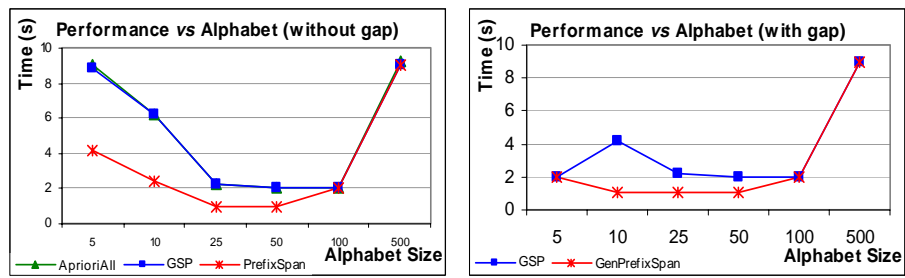 Performance vs Alphabet (without gap)
Time (s)
10
8
6
4
2
0
5 10 25 50 100 500
Alphabet Size
AprioriAll GSP PrefixSpan
Performance vs Alphabet (with gap)
Time (s)
10
8
6
4
2
0
5 10 25 50 100 500
Alphabet Size
GSP GenPrefixSpan